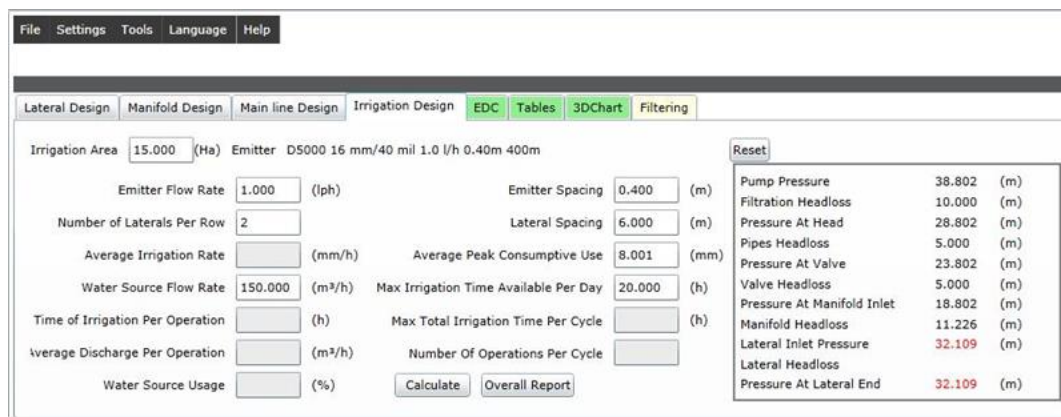 File Settings Tools Language Help
Lateral Design Manifold Design Main line Design Irrigation Design EDC Tables 3DChart Filtering
Irrigation Area 15.000 (Ha) Emitter D5000 16 mm/40 mil 1.0 l/h 0.40m 400m Reset
Emitter Flow Rate 1.000 (lph) Emitter Spacing 0.400 (m)
Number of Laterals Per Row 2 Lateral Spacing 6.000 (m)
Average Irrigation Rate (mm/h) Average Peak Consumptive Use 8.001 (mm)
Water Source Flow Rate 150.000 (m³/h) Max Irrigation Time Available Per Day 20.000 (h)
Time of Irrigation Per Operation (h) Max Total Irrigation Time Per Cycle (h)
Average Discharge Per Operation (m³/h) Number Of Operations Per Cycle
Water Source Usage (%) Calculate Overall Report
Pump Pressure 38.802 (m)
Filtration Headloss 10.000 (m)
Pressure At Head 28.802 (m)
Pipes Headloss 5.000 (m)
Pressure At Valve 23.802 (m)
Valve Headloss 5.000 (m)
Pressure At Manifold Inlet 18.802 (m)
Manifold Headloss 11.226 (m)
Lateral Inlet Pressure 32.109 (m)
Lateral Headloss
Pressure At Lateral End 32.109 (m)